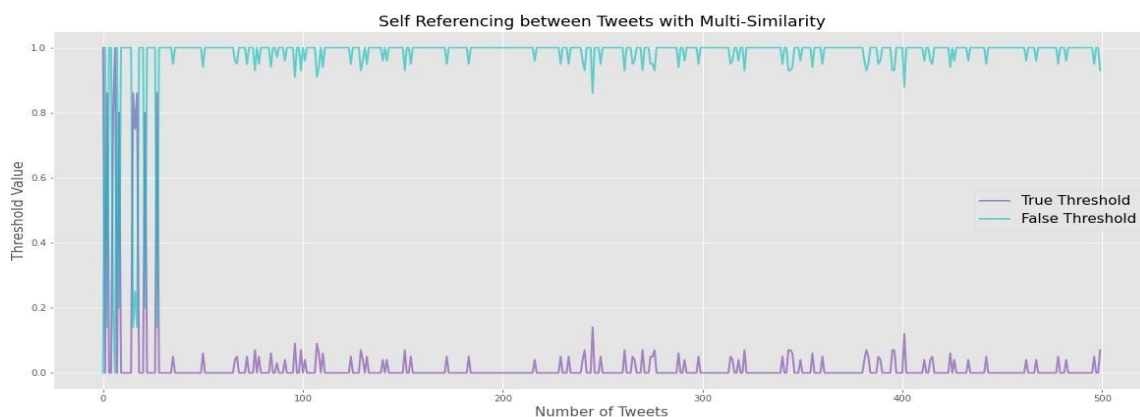 Self Referencing between Tweets with Multi-Similarity
1.0
0.8
0.6
0.4
0.2
0.0
Threshold Value
True Threshold
False Threshold
0
100
200
300
400
500
Number of Tweets